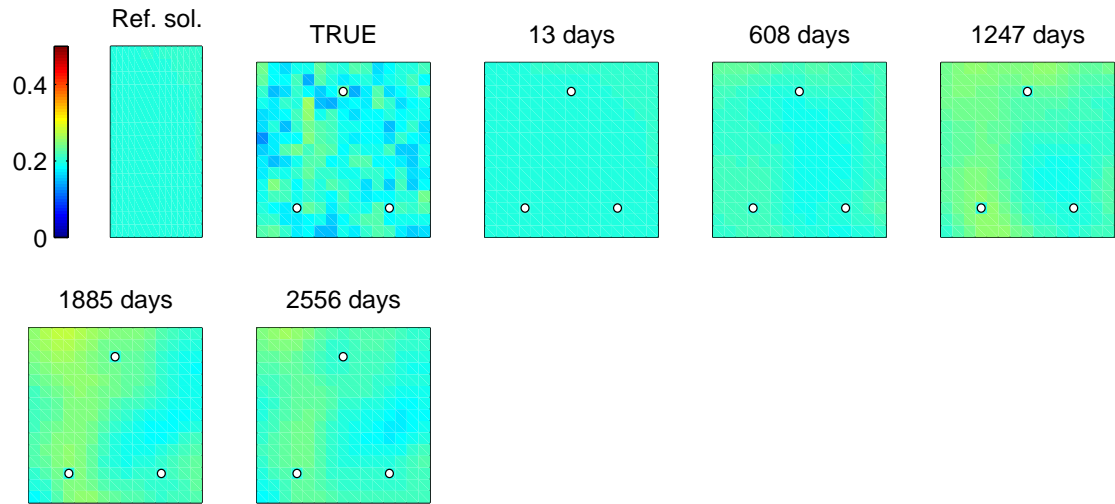 Ref. sol.
TRUE
13 days
608 days
1247 days
0.4
0.2
0
1885 days
2556 days